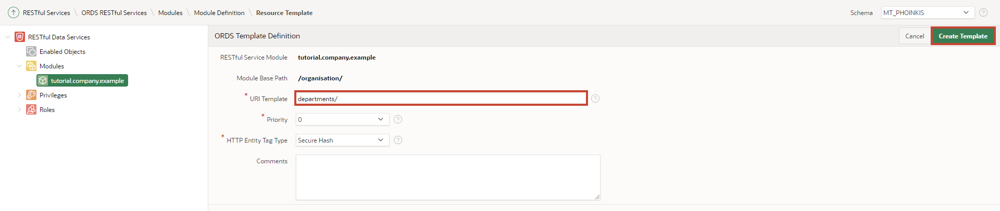 RESTful Services \ ORDS RESTful Services \ Modules \ Module Definition \ Resource Template
Schema MT_PHOINKIS ?
RESTful Data Services
Enabled Objects
Modules
tutorial.company.example
Privileges
Roles
ORDS Template Definition
Cancel Create Template
RESTful Service Module tutorial.company.example
Module Base Path /organisation/
* URI Template departments/ ?
* Priority 0 ?
* HTTP Entity Tag Type Secure Hash ?
Comments